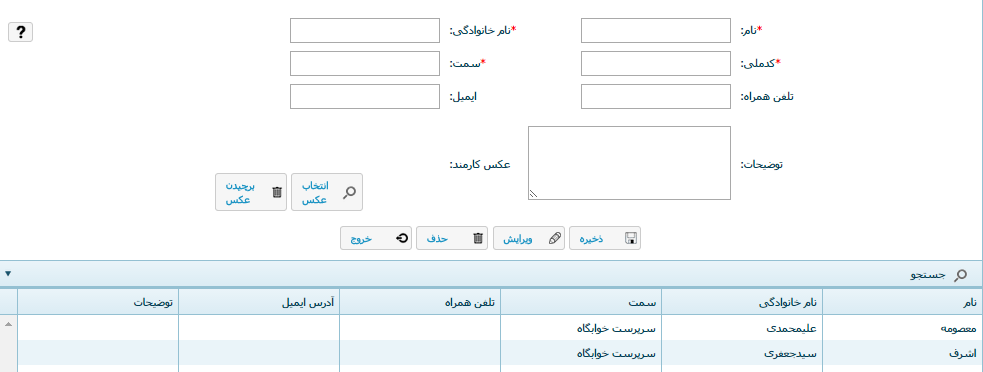 *نام: *نام خانوادگی: ?
*کدملی: *سمت:
تلفن همراه: ایمیل:
توضیحات: عکس کارمند:
انتخاب عکس برچیدن عکس
ذخیره ویرایش حذف خروج
جستجو
نام نام خانوادگی سمت تلفن همراه آدرس ایمیل توضیحات
معصومه علیمحمدی سرپرست خوابگاه
اشرف سیدجعفری سرپرست خوابگاه